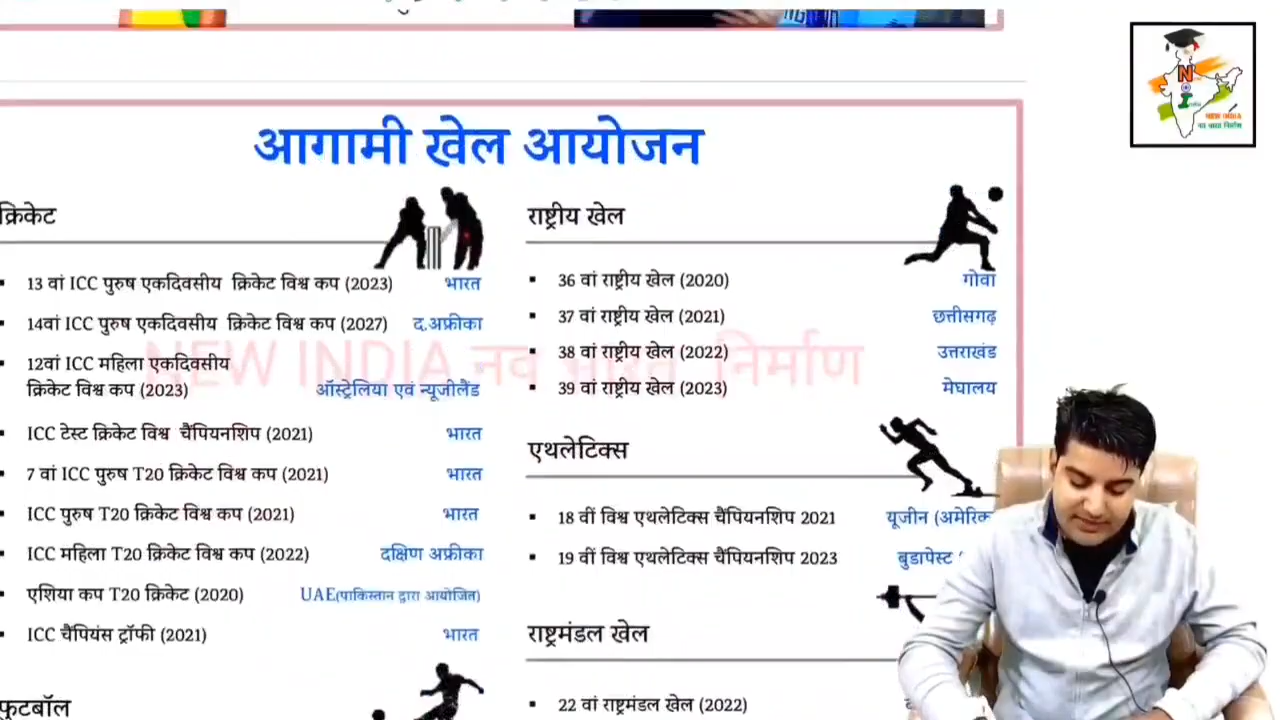 आगामी खेल आयोजन
क्रिकेट
13 वां ICC पुरुष एकदिवसीय क्रिकेट विश्व कप (2023) भारत
14वां ICC पुरुष एकदिवसीय क्रिकेट विश्व कप (2027) द.अफ्रीका
12वां ICC महिला एकदिवसीय
क्रिकेट विश्व कप (2023) ऑस्ट्रेलिया एवं न्यूजीलैंड
ICC टेस्ट क्रिकेट विश्व चैंपियनशिप (2021) भारत
7 वां ICC पुरुष T20 क्रिकेट विश्व कप (2021) भारत
ICC पुरुष T20 क्रिकेट विश्व कप (2021) भारत
ICC महिला T20 क्रिकेट विश्व कप (2022) दक्षिण अफ्रीका
एशिया कप T20 क्रिकेट (2020) UAE(पाकिस्तान द्वारा आयोजित)
ICC चैंपियंस ट्रॉफी (2021) भारत
फुटबॉल
राष्ट्रीय खेल
36 वां राष्ट्रीय खेल (2020) गोवा
37 वां राष्ट्रीय खेल (2021) छत्तीसगढ़
38 वां राष्ट्रीय खेल (2022) उत्तराखंड
39 वां राष्ट्रीय खेल (2023) मेघालय
एथलेटिक्स
18 वीं विश्व एथलेटिक्स चैंपियनशिप 2021 यूजीन
19 वीं विश्व एथलेटिक्स चैंपियनशिप 2023 बुडापेस्ट
राष्ट्रमंडल खेल
22 वां राष्ट्रमंडल खेल (2022)
NEW INDIA नव भारत निर्माण
NEW INDIA
नव भारत निर्माण